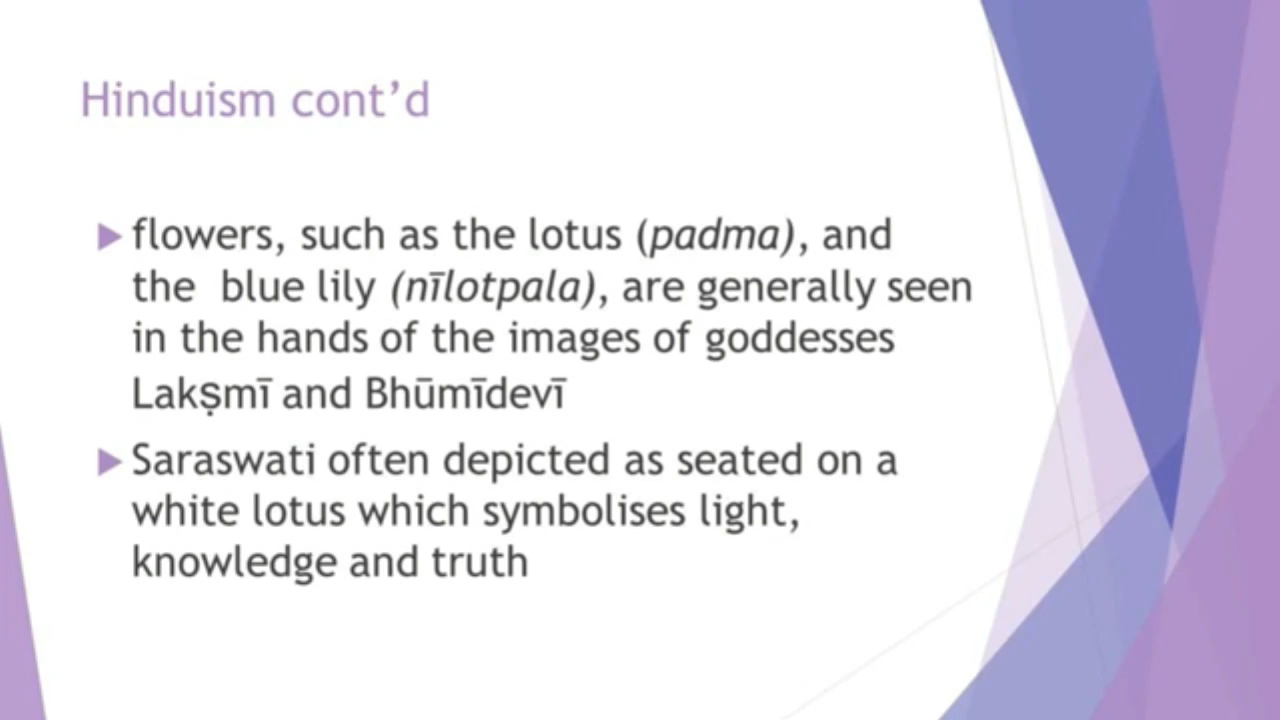 Hinduism cont’d
flowers, such as the lotus (padma), and
the  blue lily (nīlotpala), are generally seen
in the hands of the images of goddesses
Lakṣmī and Bhūmīdevī
Saraswati often depicted as seated on a
white lotus which symbolises light,
knowledge and truth